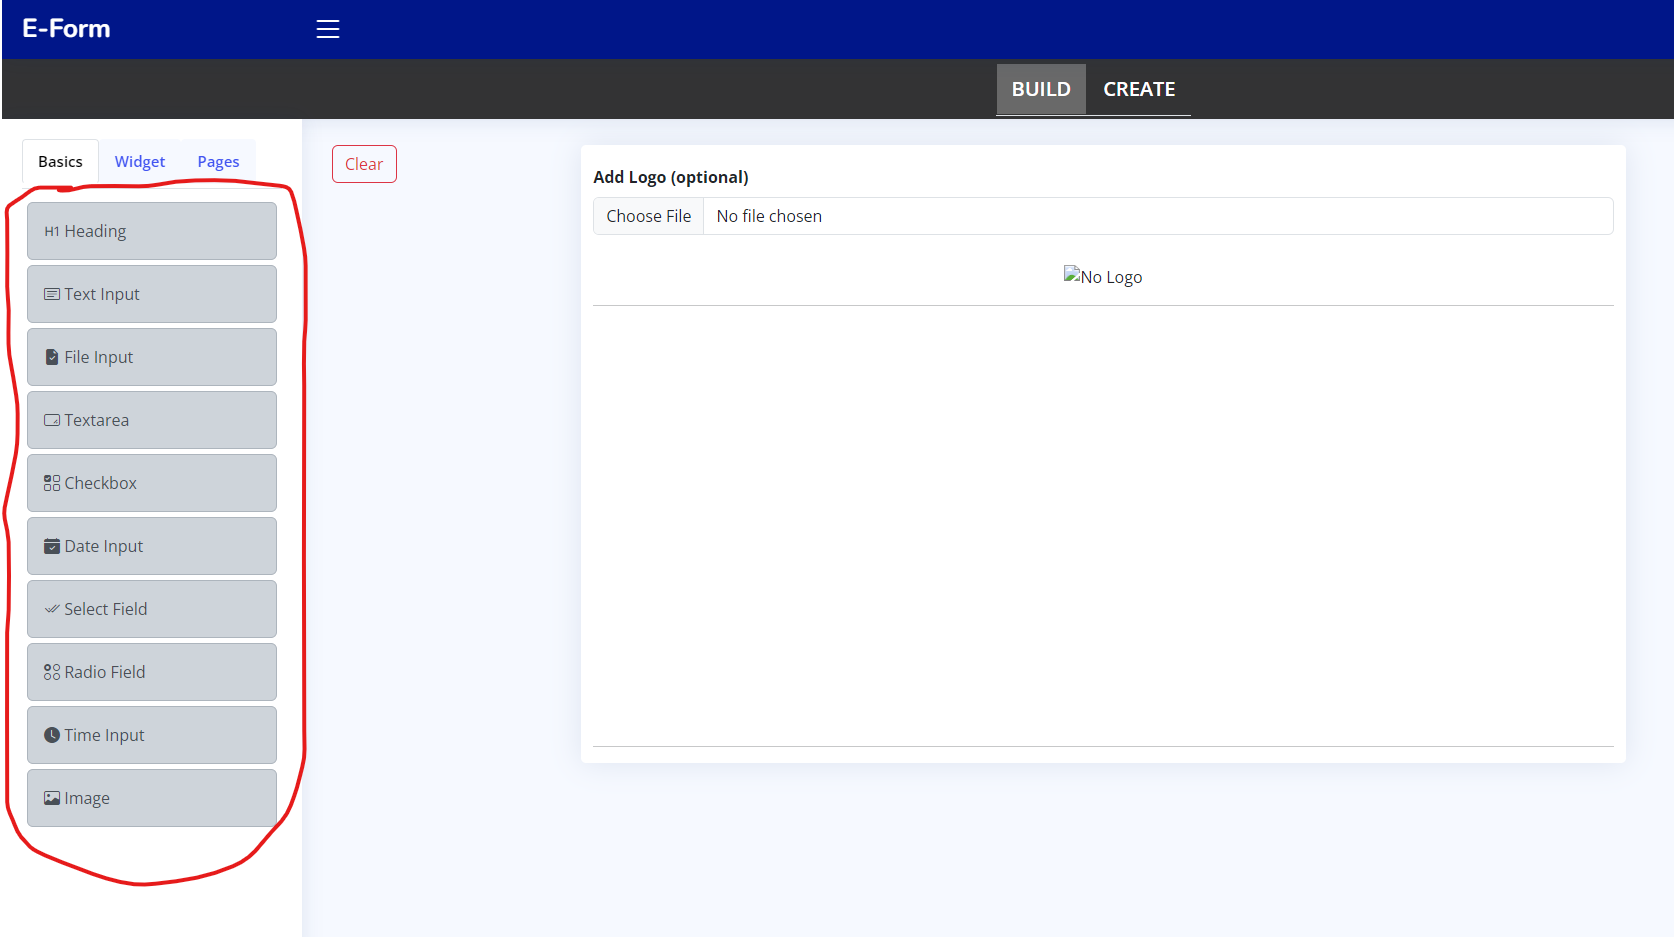 E-Form
BUILD CREATE
Basics Widget Pages
Clear
Add Logo (optional)
Choose File No file chosen
No Logo
H1 Heading
Text Input
File Input
Textarea
Checkbox
Date Input
Select Field
Radio Field
Time Input
Image